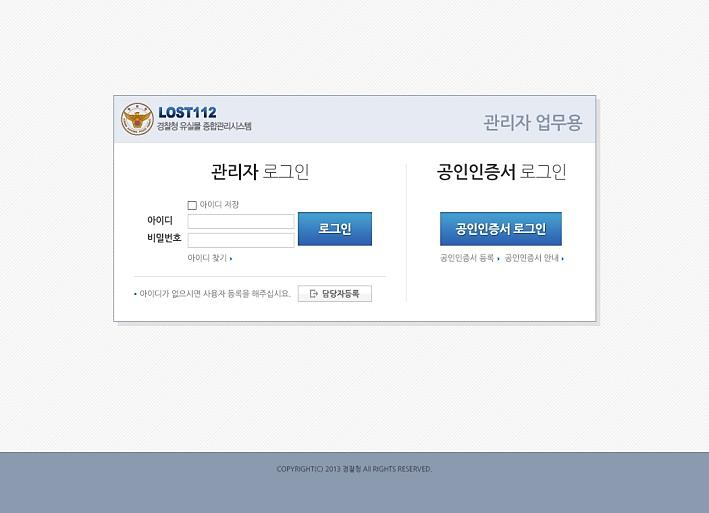 LOST112
경찰청 유실물 종합관리시스템
관리자 업무용
관리자 로그인
아이디 저장
아이디
비밀번호
로그인
아이디 찾기
아이디가 없으시면 사용자 등록을 해주십시요.
담당자등록
공인인증서 로그인
공인인증서 로그인
공인인증서 등록 공인인증서 안내
COPYRIGHT(C) 2013 경찰청 All RIGHTS RESERVED.